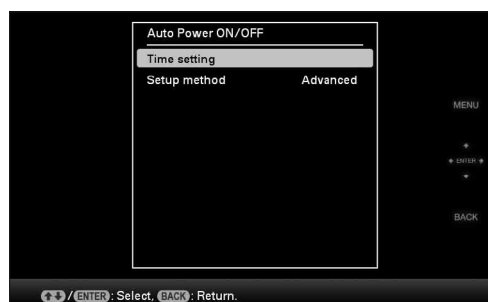 Auto Power ON/OFF
Time setting
Setup method Advanced
MENU
ENTER
BACK
/ENTER: Select, BACK: Return.